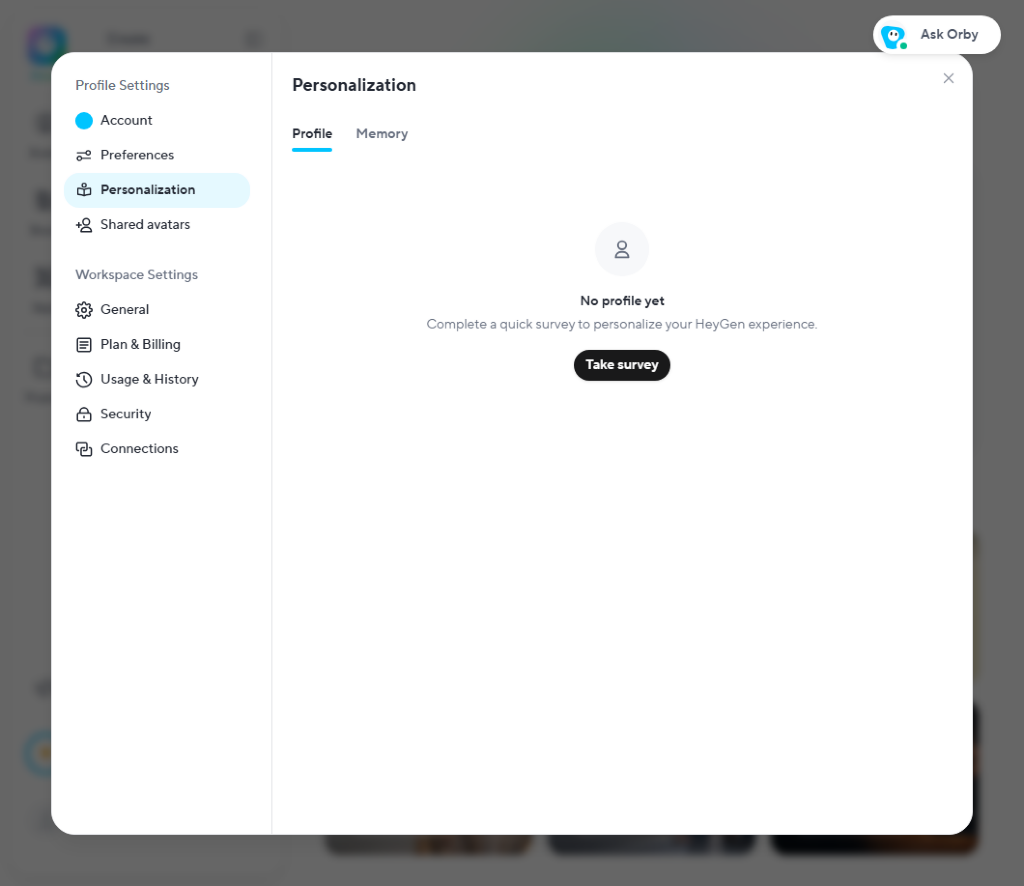 Ask Orby
Profile Settings
Account
Preferences
Personalization
Shared avatars
Workspace Settings
General
Plan & Billing
Usage & History
Security
Connections
Personalization
Profile
Memory
No profile yet
Complete a quick survey to personalize your HeyGen experience.
Take survey